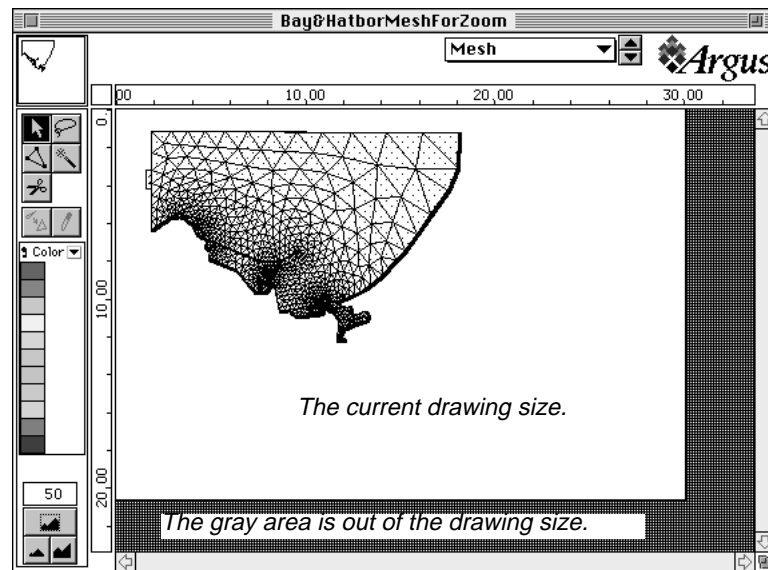 Bay&HatborMeshForZoom
Mesh
Argus
00 10,00 20,00 30,00
0.
Color
10,00
The current drawing size.
20,00
50
The gray area is out of the drawing size.